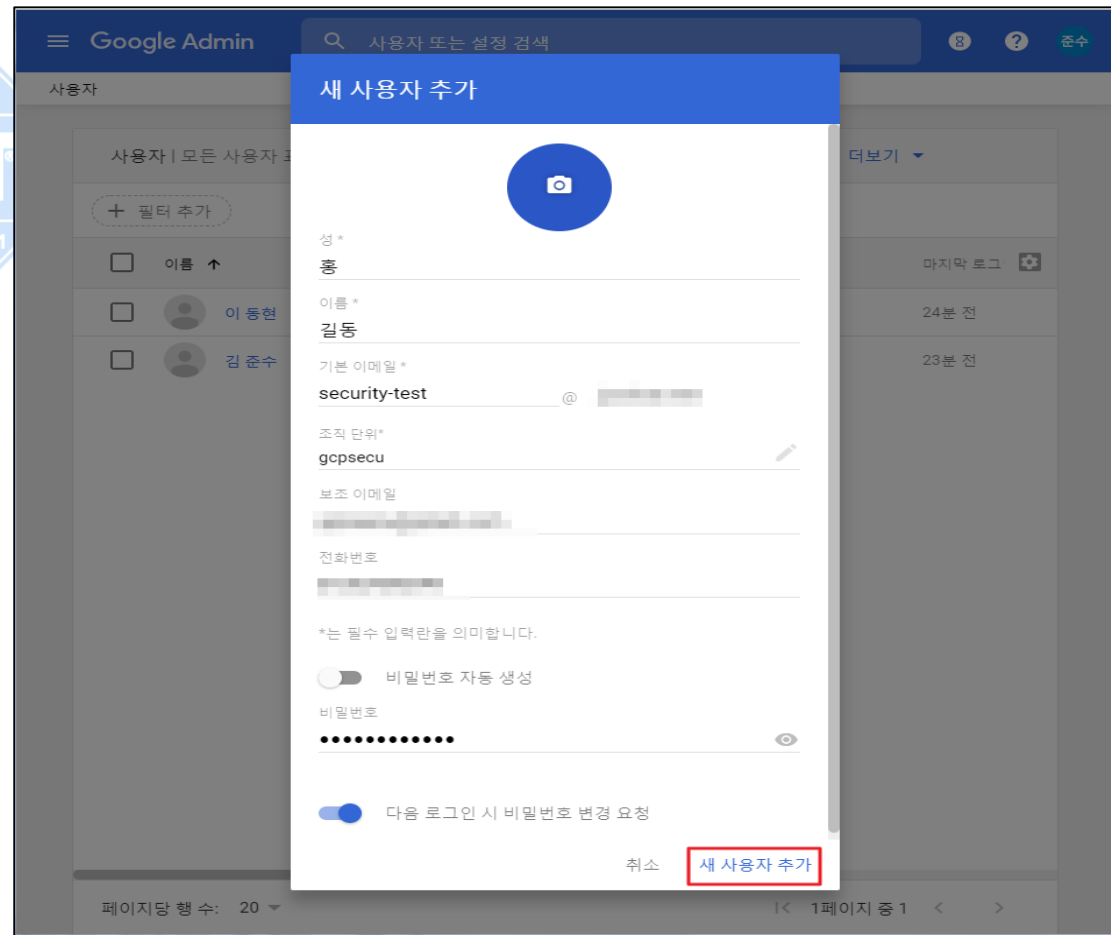 Google Admin
사용자 또는 설정 검색
8
?
준수
사용자
새 사용자 추가
사용자 | 모든 사용자
더보기
+ 필터 추가
성 *
이름 ↑
마지막 로그
홍
이 동현
24분 전
이름 *
길동
김 준수
23분 전
기본 이메일 *
security-test
@
조직 단위*
gcpsecu
보조 이메일
전화번호
*는 필수 입력란을 의미합니다.
비밀번호 자동 생성
비밀번호
••••••••••••
다음 로그인 시 비밀번호 변경 요청
취소
새 사용자 추가
페이지당 행 수: 20
1페이지 중 1